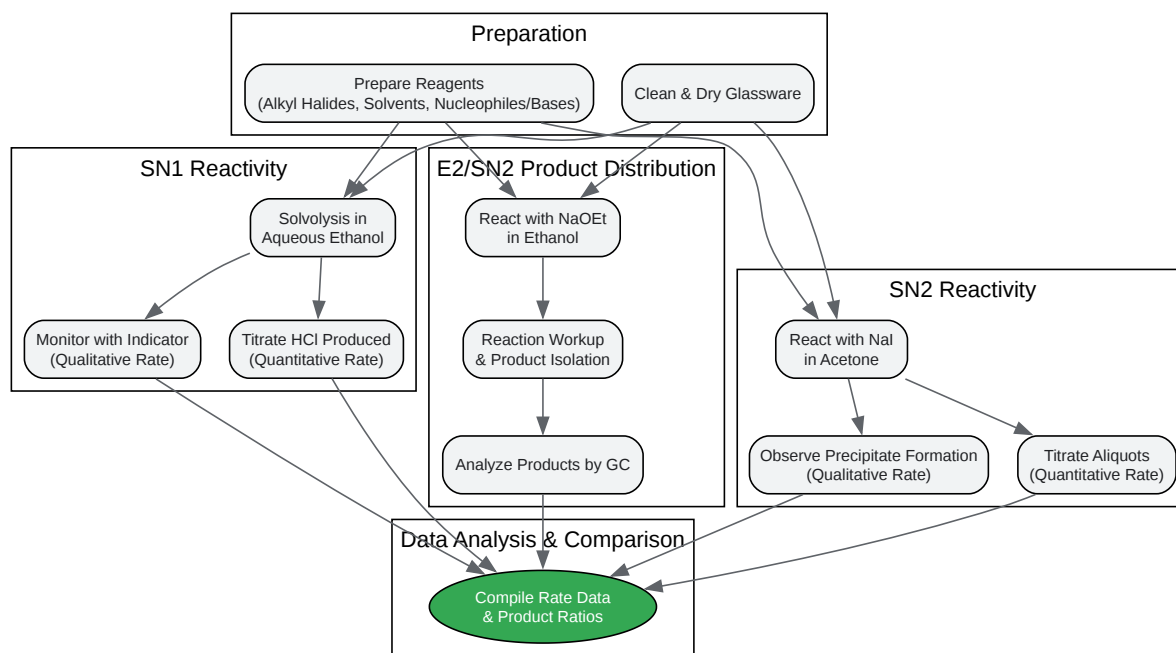 Preparation
Prepare Reagents
(Alkyl Halides, Solvents, Nucleophiles/Bases)
Clean & Dry Glassware
SN1 Reactivity
Solvolysis in
Aqueous Ethanol
Monitor with Indicator
(Qualitative Rate)
Titrate HCl Produced
(Quantitative Rate)
E2/SN2 Product Distribution
React with NaOEt
in Ethanol
Reaction Workup
& Product Isolation
Analyze Products by GC
SN2 Reactivity
React with NaI
in Acetone
Observe Precipitate Formation
(Qualitative Rate)
Titrate Aliquots
(Quantitative Rate)
Data Analysis & Comparison
Compile Rate Data
& Product Ratios